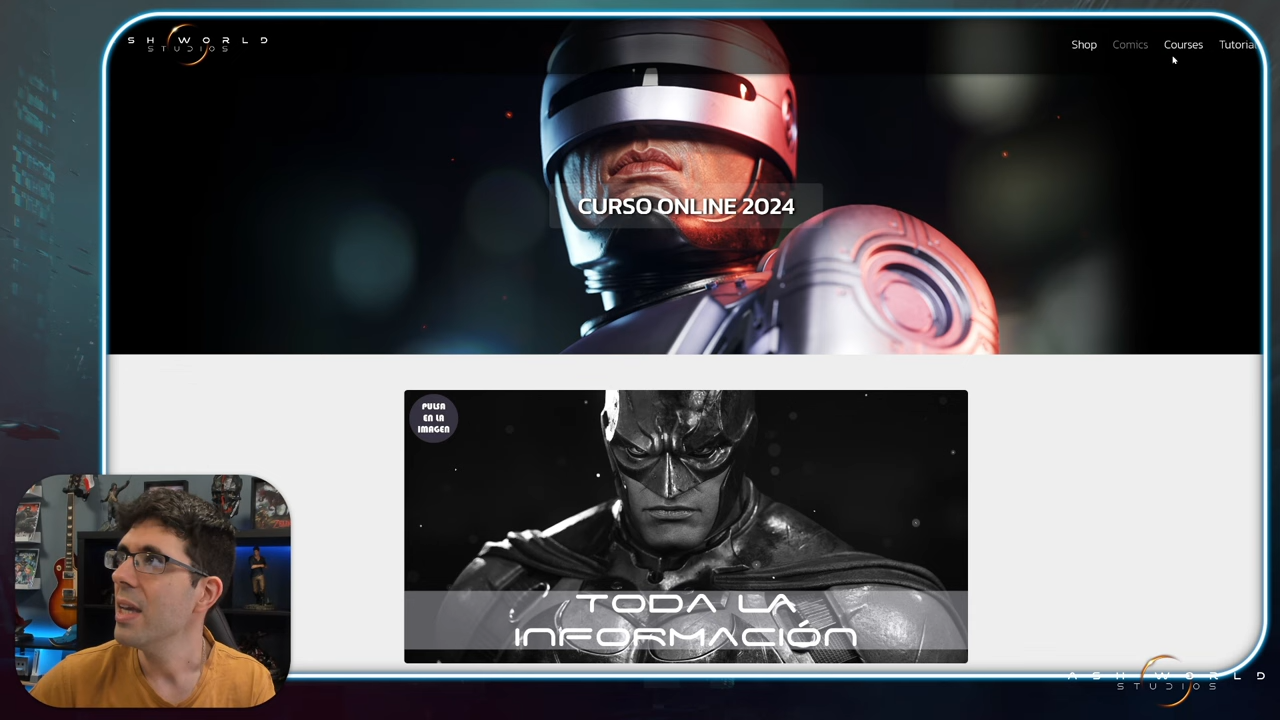 SH WORLD
STUDIOS
Shop Comics Courses Tutorial
CURSO ONLINE 2024
PULSA
EN LA
IMAGEN
TODA LA
INFORMACIÓN
ASH WORLD
STUDIOS